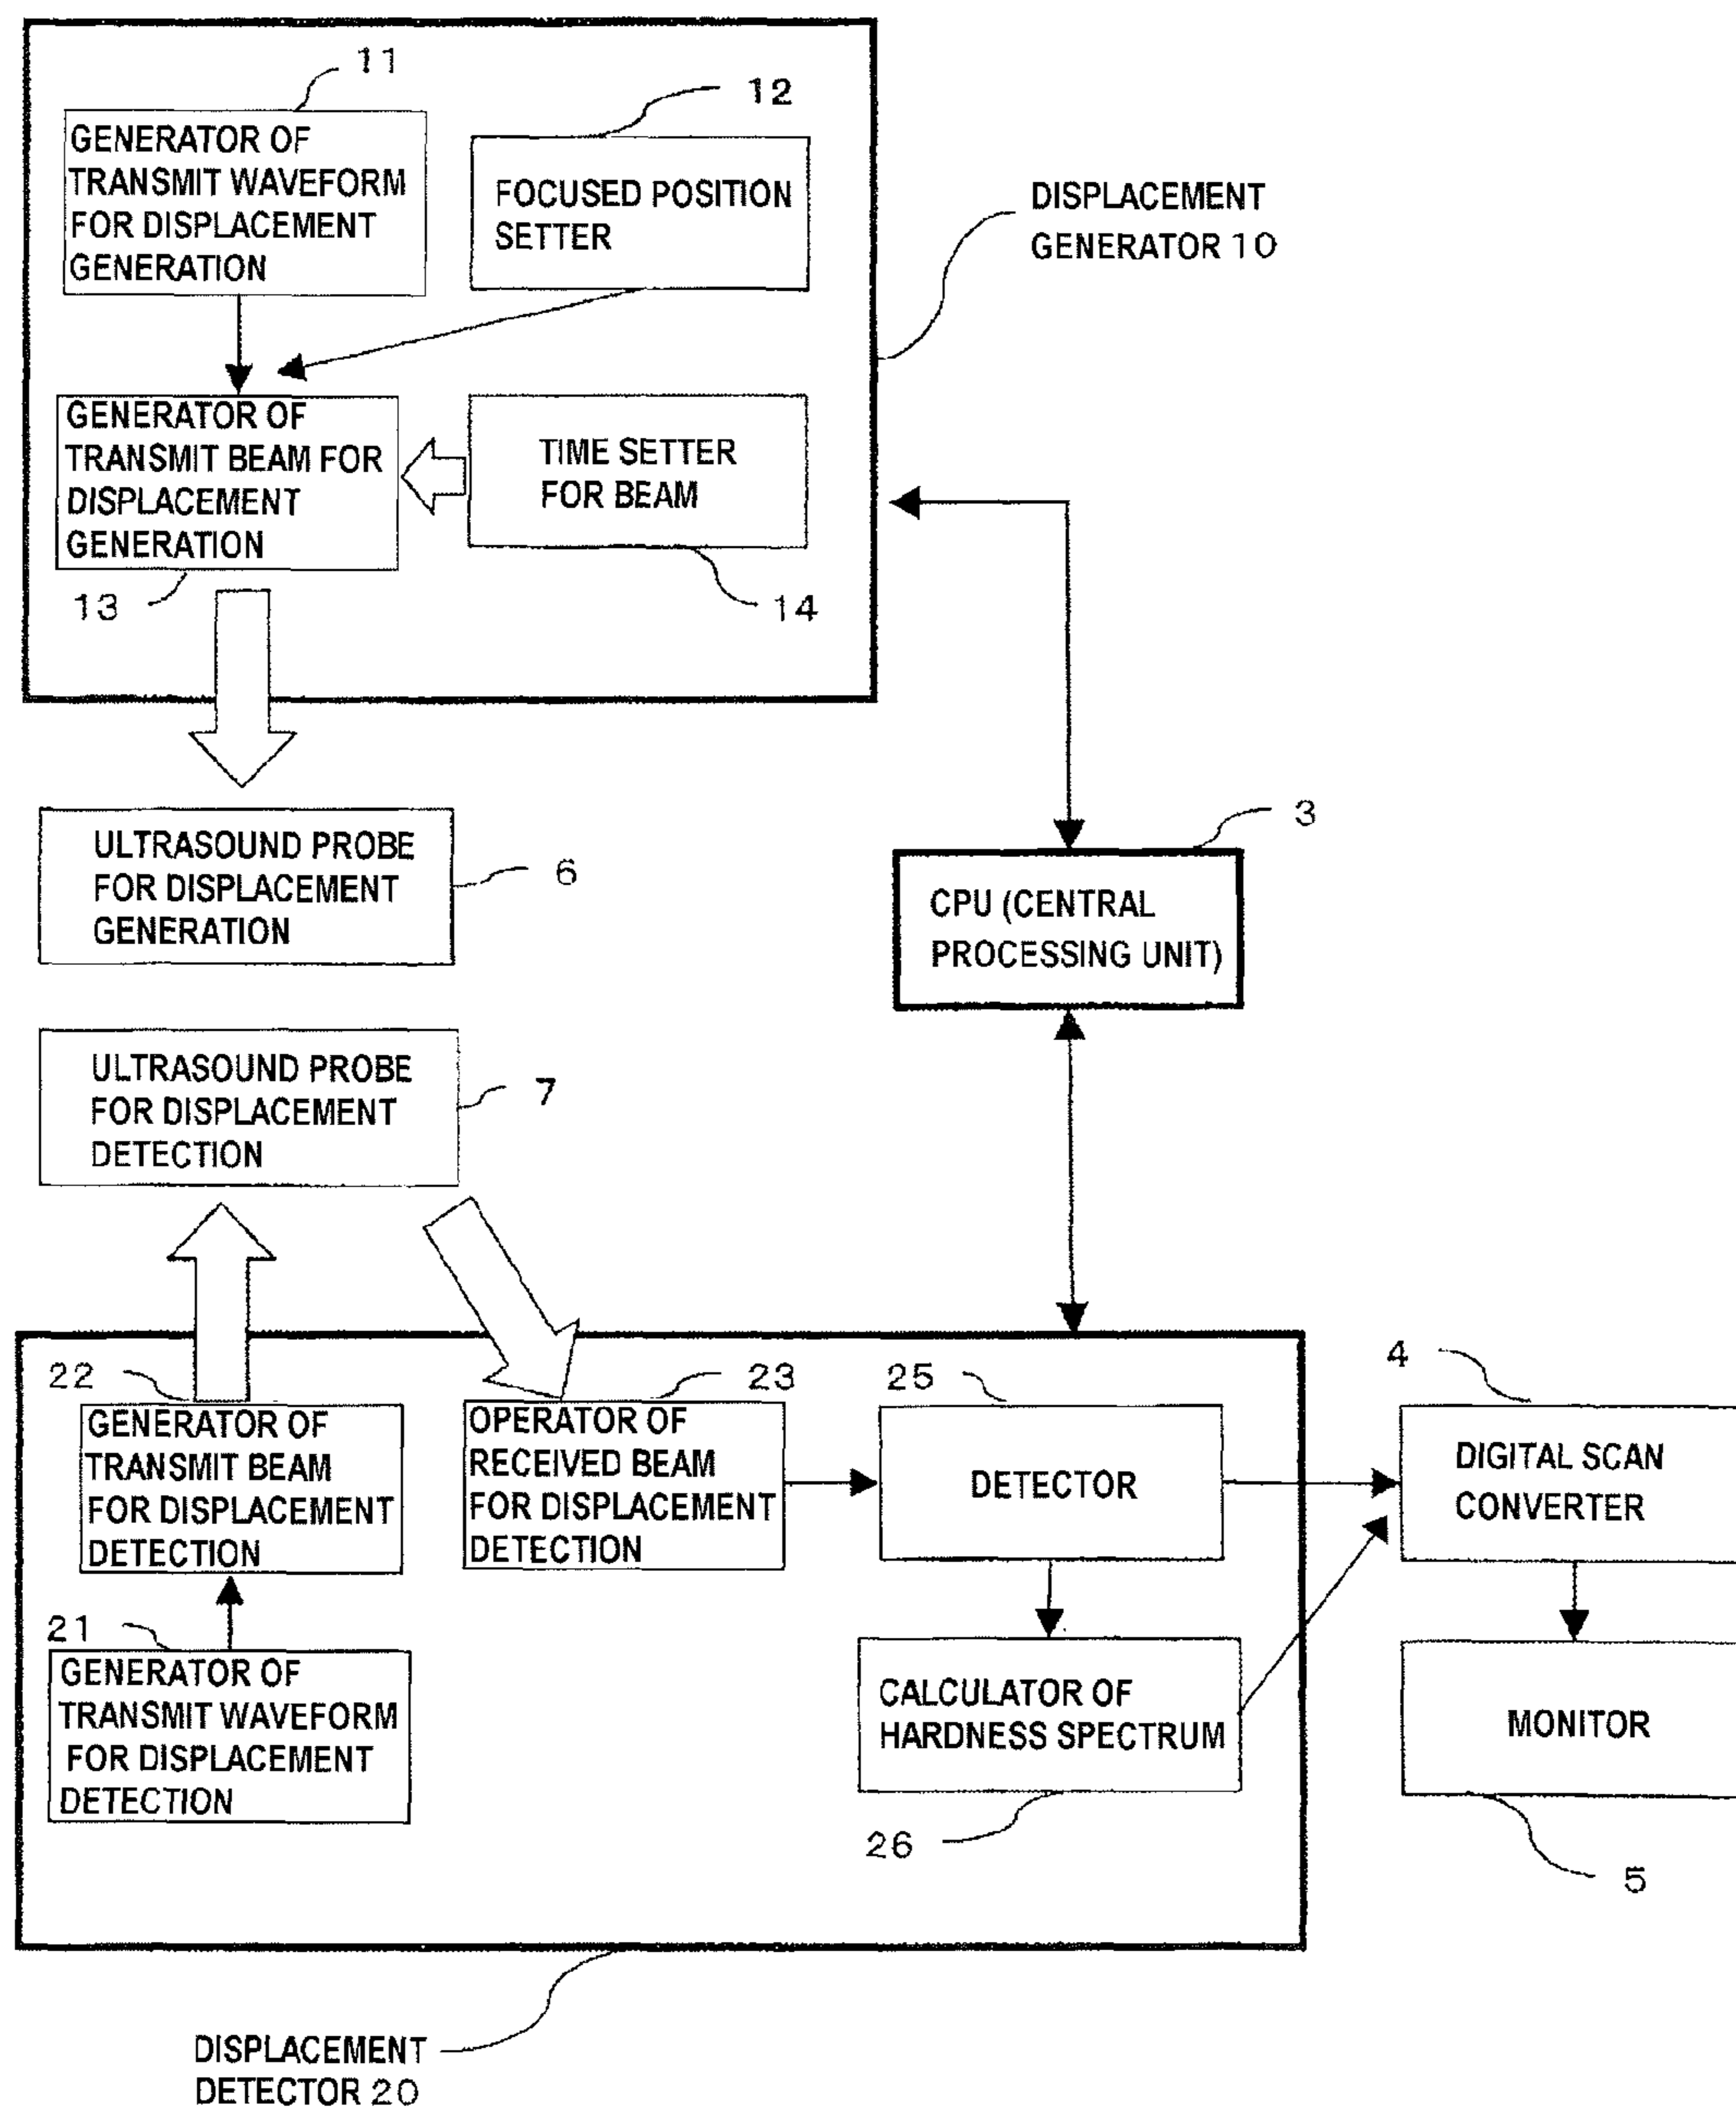 11
GENERATOR OF
TRANSMIT WAVEFORM
FOR DISPLACEMENT
GENERATION
12
FOCUSED POSITION
SETTER
DISPLACEMENT
GENERATOR 10
GENERATOR OF
TRANSMIT BEAM FOR
DISPLACEMENT
GENERATION
13
TIME SETTER
FOR BEAM
14
ULTRASOUND PROBE
FOR DISPLACEMENT
GENERATION
6
3
CPU (CENTRAL
PROCESSING UNIT)
ULTRASOUND PROBE
FOR DISPLACEMENT
DETECTION
7
22
GENERATOR OF
TRANSMIT BEAM
FOR DISPLACEMENT
DETECTION
23
OPERATOR OF
RECEIVED BEAM
FOR DISPLACEMENT
DETECTION
25
DETECTOR
4
DIGITAL SCAN
CONVERTER
21
GENERATOR OF
TRANSMIT WAVEFORM
FOR DISPLACEMENT
DETECTION
CALCULATOR OF
HARDNESS SPECTRUM
26
MONITOR
5
DISPLACEMENT
DETECTOR 20